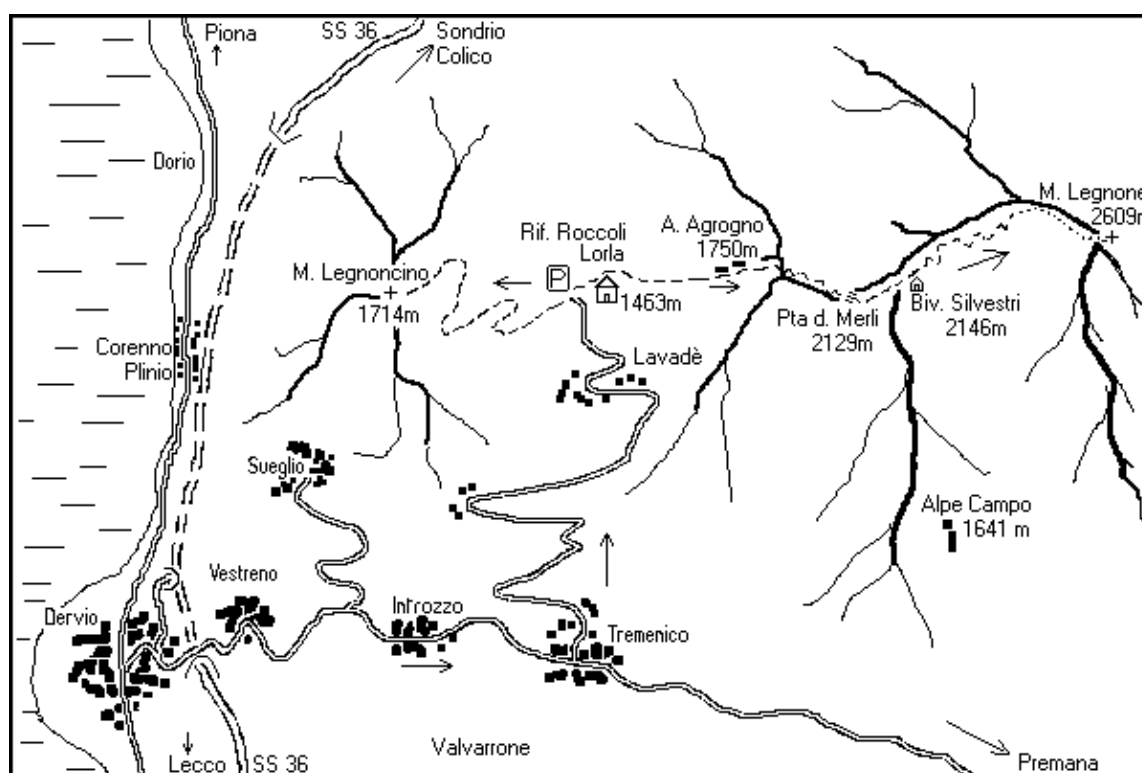 Piona
SS 36
Sondrio
Colico
Dorio
M. Legnone
2609m
A. Agrogno
1750m
Rif. Roccoli
Lorla
P
1463m
M. Legnoncino
1714m
Biv. Silvestri
2146m
Pta d. Merli
2129m
Corenno
Plinio
Lavadè
Sueglio
Alpe Campo
1641 m
Vestreno
Introzzo
Dervio
Tremenico
Valvarrone
Lecco
SS 36
Premana